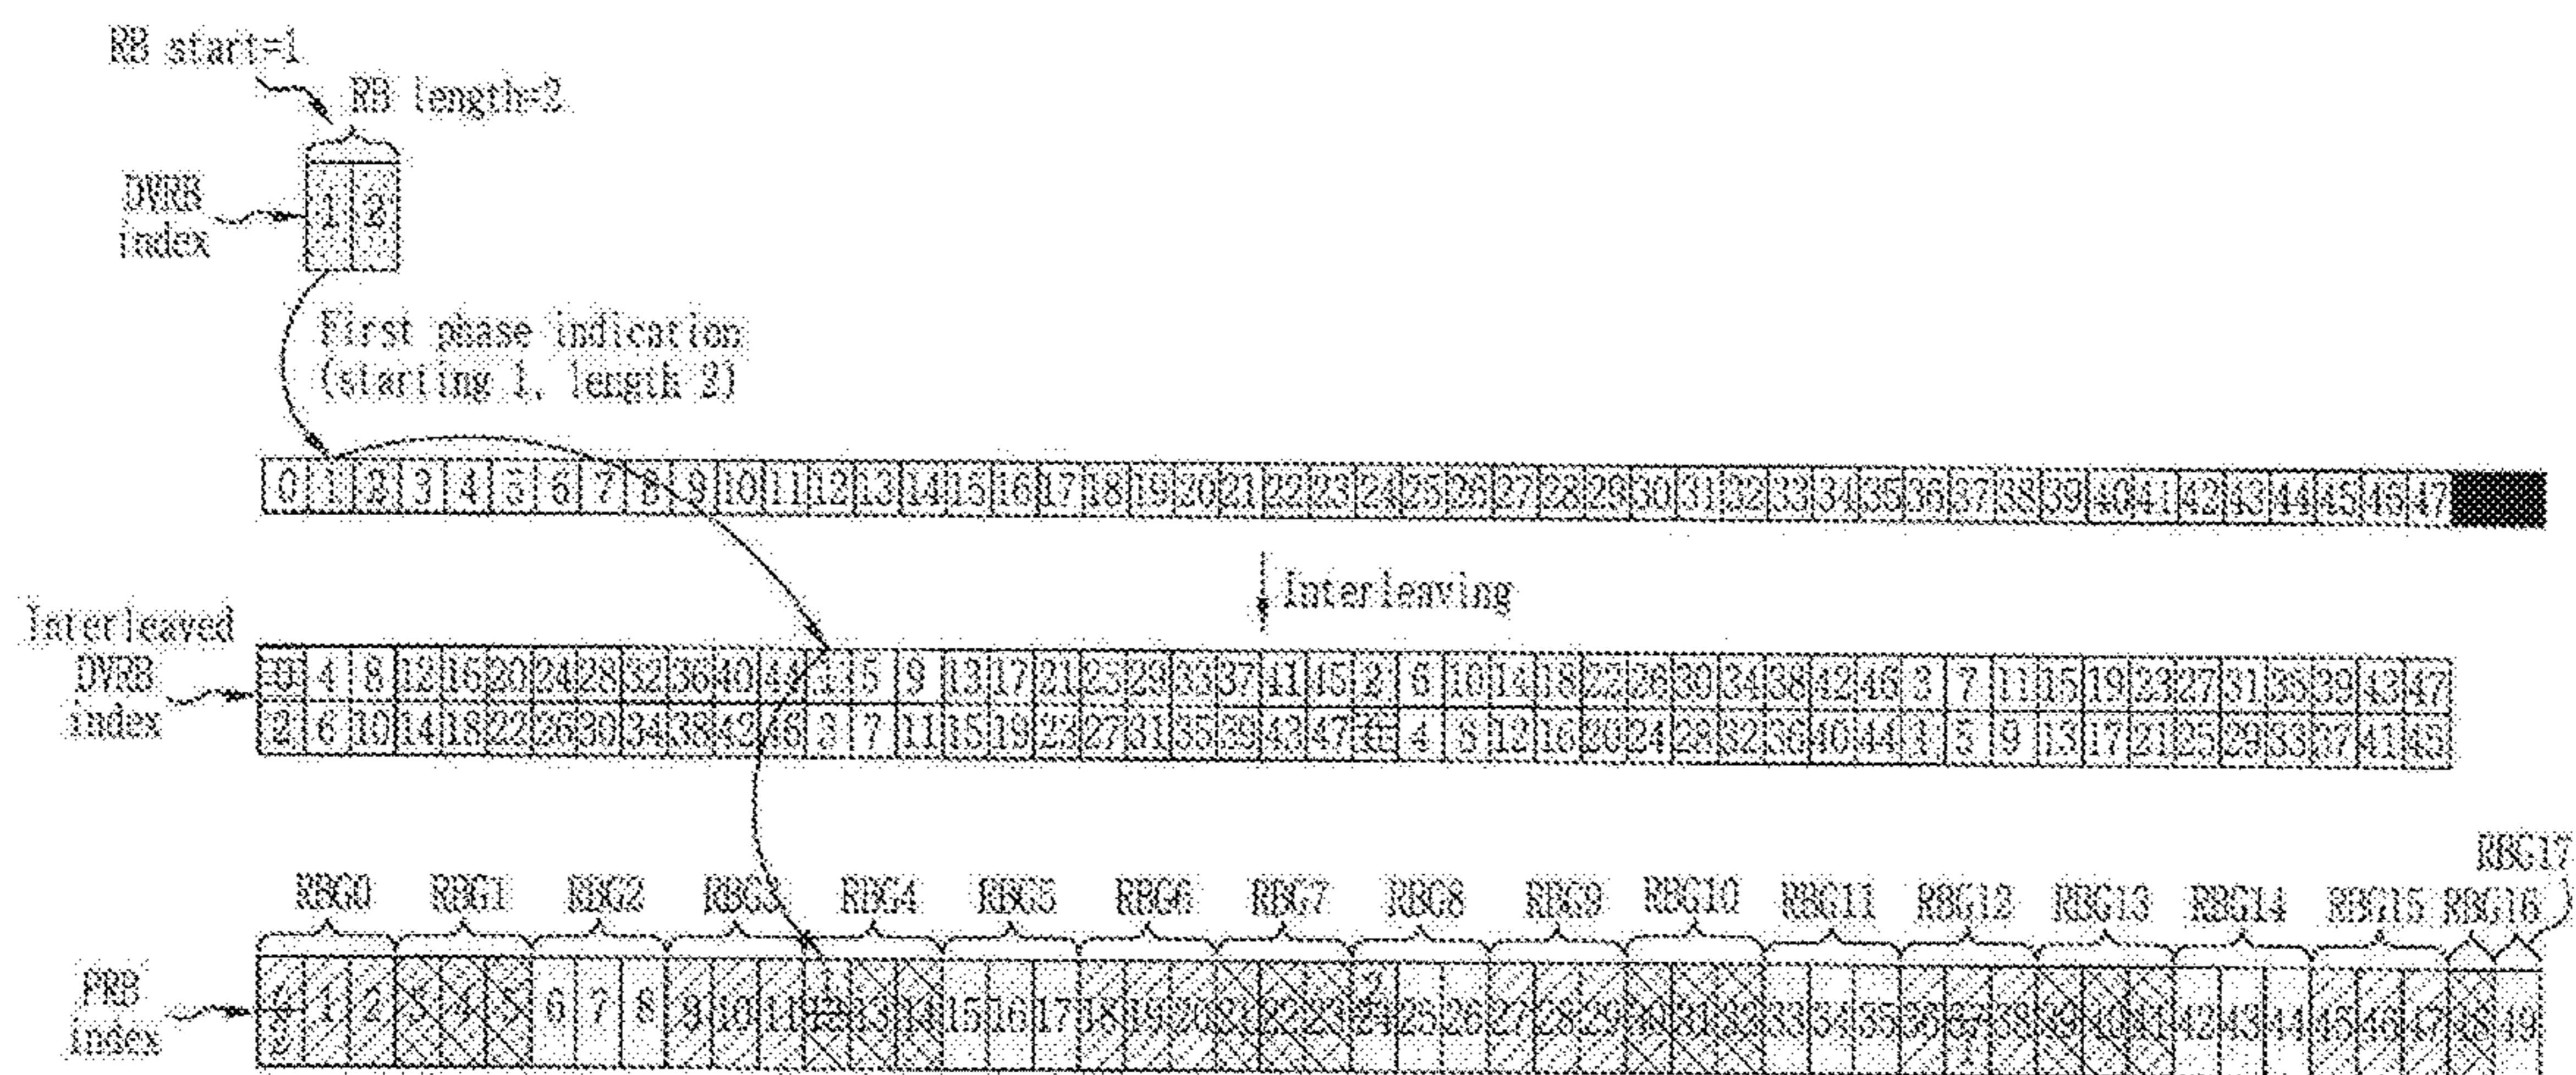 RB start=1
RB length=2
DVRB
index
1 2
First phase indication
(starting 1, length 2)
0 1 2 3 4 5 6 7 8 9 10 11 12 13 14 15 16 17 18 19 20 21 22 23 24 25 26 27 28 29 30 31 32 33 34 35 36 37 38 39 40 41 42 43 44 45 46 47
Interleaving
Interleaved
DVRB
index
0 4 8 12 16 20 24 28 32 36 40 44 1 5 9 13 17 21 25 29 33 37 41 45 2 6 10 14 18 22 26 30 34 38 42 46 3 7 11 15 19 23 27 31 35 39 43 47
2 6 10 14 18 22 26 30 34 38 42 46 3 7 11 15 19 23 27 31 35 39 43 47 4 8 12 16 20 24 28 32 36 40 44 1 5 9 13 17 21 25 29 33 37 41 45
RBG17
RBG0 RBG1 RBG2 RBG3 RBG4 RBG5 RBG6 RBG7 RBG8 RBG9 RBG10 RBG11 RBG12 RBG13 RBG14 RBG15 RBG16
PRB
index
1 2 3 4 5 6 7 8 9 10 11 12 13 14 15 16 17 18 19 20 21 22 23 24 25 26 27 28 29 30 31 32 33 34 35 36 37 38 39 40 41 42 43 44 45 46 47 48 49